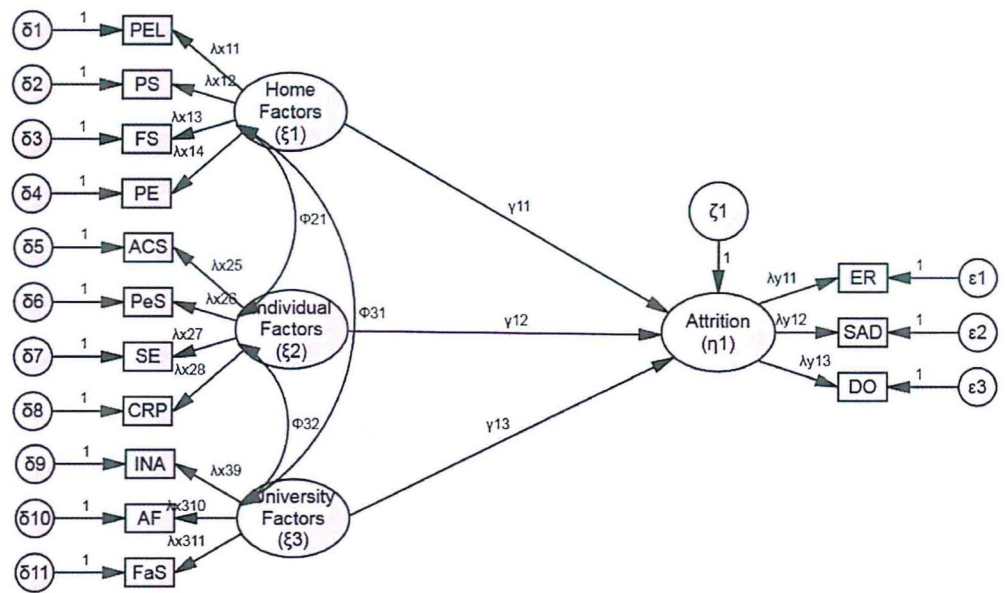 δ1 1 PEL
λx11
δ2 1 PS
λx12
δ3 1 FS
λx13
δ4 1 PE
λx14
Home
Factors
(ξ1)
δ5 1 ACS
λx25
δ6 1 PeS
λx26
δ7 1 SE
λx27
δ8 1 CRP
λx28
Individual
Factors
(ξ2)
δ9 1 INA
λx39
δ10 1 AF
λx310
δ11 1 FaS
λx311
University
Factors
(ξ3)
Φ21
Φ31
Φ32
γ11
γ12
γ13
ζ1
1
Attrition
(η1)
λy11 ER 1 ε1
λy12 SAD 1 ε2
λy13 DO 1 ε3